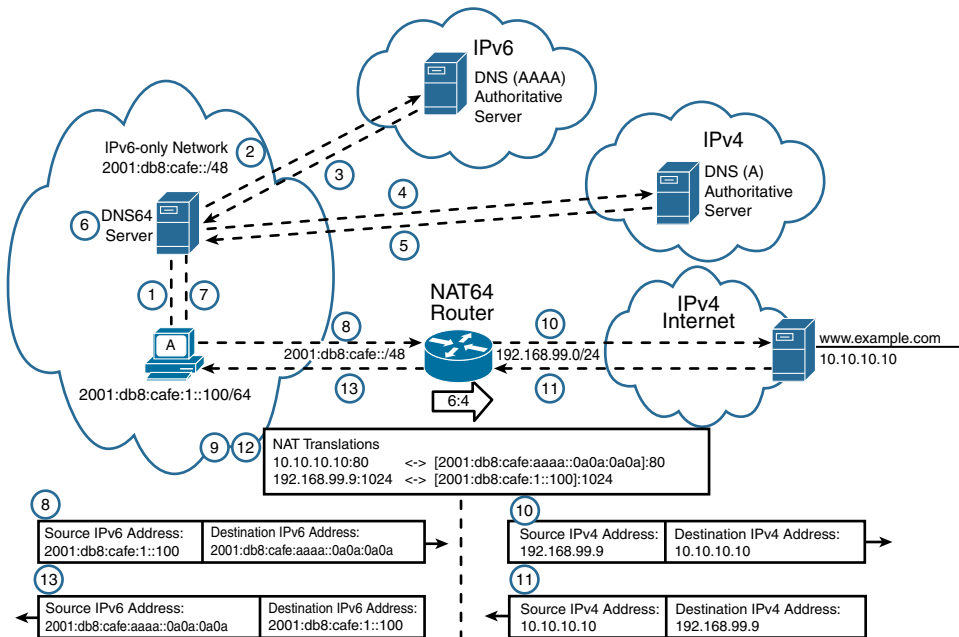 IPv6
DNS (AAAA)
Authoritative
Server
IPv6-only Network
2001:db8:cafe::/48
2
3
IPv4
DNS (A)
Authoritative
Server
4
5
6
DNS64
Server
1
7
A
2001:db8:cafe:1::100/64
8
2001:db8:cafe::/48
13
NAT64
Router
6:4
10
192.168.99.0/24
11
IPv4
Internet
www.example.com
10.10.10.10
9
12
NAT Translations
10.10.10.10:80 <-> [2001:db8:cafe:aaaa::0a0a:0a0a]:80
192.168.99.9:1024 <-> [2001:db8:cafe:1::100]:1024
8
Source IPv6 Address:
2001:db8:cafe:1::100
Destination IPv6 Address:
2001:db8:cafe:aaaa::0a0a:0a0a
10
Source IPv4 Address:
192.168.99.9
Destination IPv4 Address:
10.10.10.10
13
Source IPv6 Address:
2001:db8:cafe:aaaa::0a0a:0a0a
Destination IPv6 Address:
2001:db8:cafe:1::100
11
Source IPv4 Address:
10.10.10.10
Destination IPv4 Address:
192.168.99.9